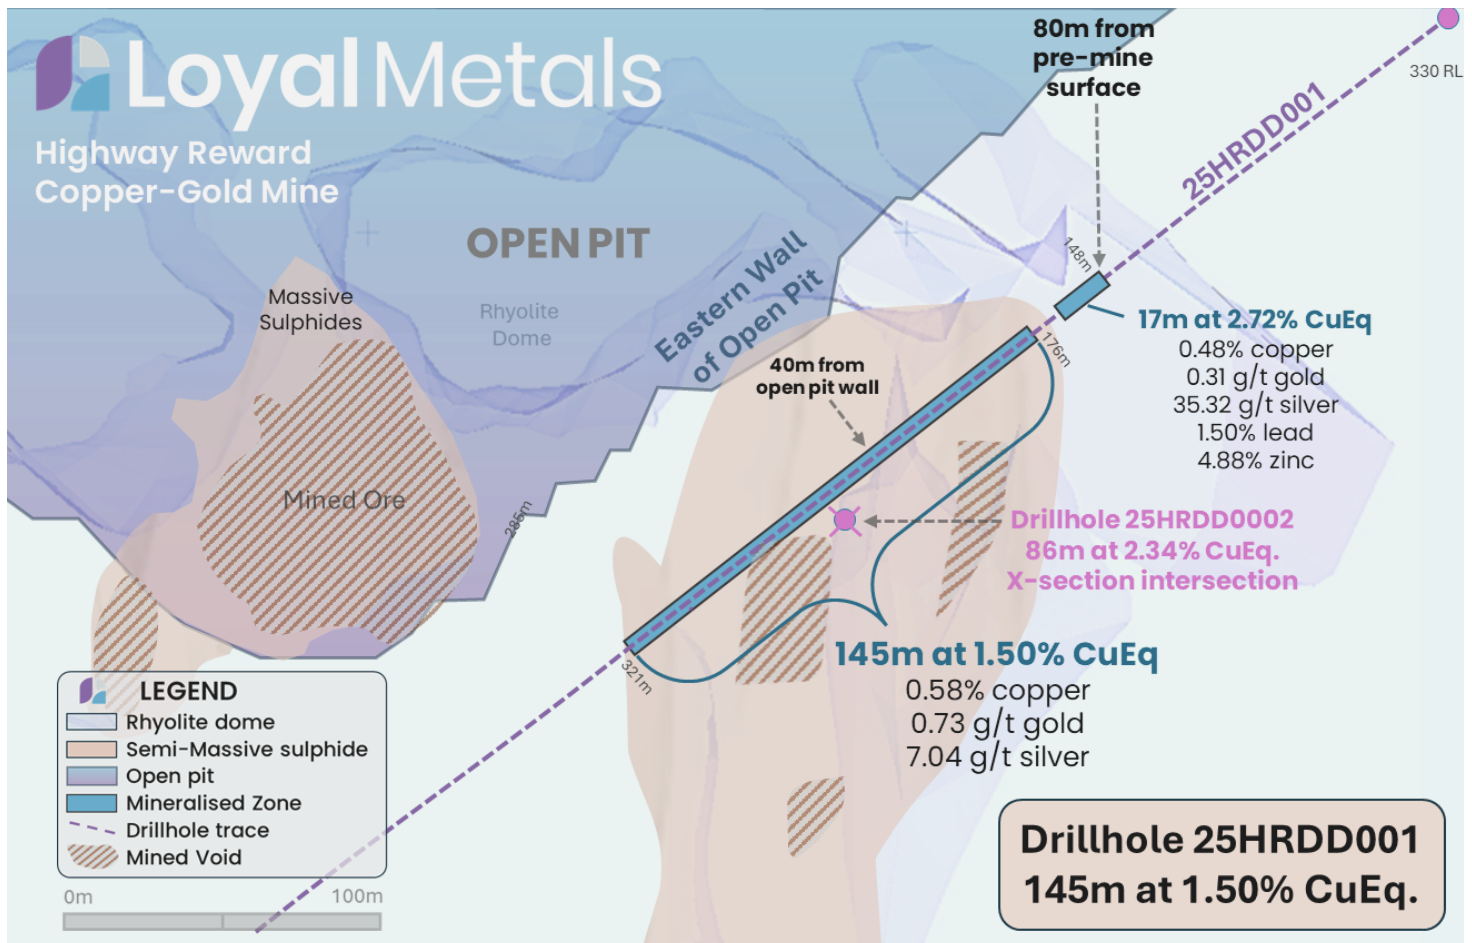 Loyal Metals
Highway Reward
Copper-Gold Mine
80m from
pre-mine
surface
330 RL
25HRDD001
OPEN PIT
Rhyolite
Dome
Eastern Wall
of Open Pit
Massive
Sulphides
148m
17m at 2.72% CuEq
0.48% copper
0.31 g/t gold
35.32 g/t silver
1.50% lead
4.88% zinc
176m
40m from
open pit wall
Mined Ore
285m
Drillhole 25HRDD0002
86m at 2.34% CuEq.
X-section intersection
321m
145m at 1.50% CuEq
0.58% copper
0.73 g/t gold
7.04 g/t silver
LEGEND
Rhyolite dome
Semi-Massive sulphide
Open pit
Mineralised Zone
Drillhole trace
Mined Void
0m
100m
Drillhole 25HRDD001
145m at 1.50% CuEq.